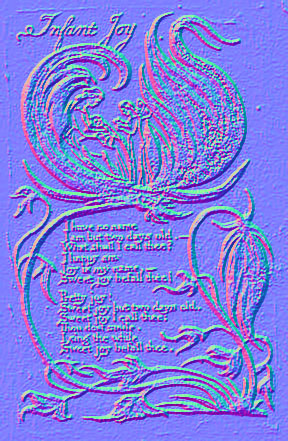 Infant Joy
I have no name
I am but two days old.—
What shall I call thee?
I happy am
Joy is my name,—
Sweet joy befall thee!
Pretty joy!
Sweet joy but two days old,
Sweet joy I call thee;
Thou dost smile,
I sing the while
Sweet joy befall thee.